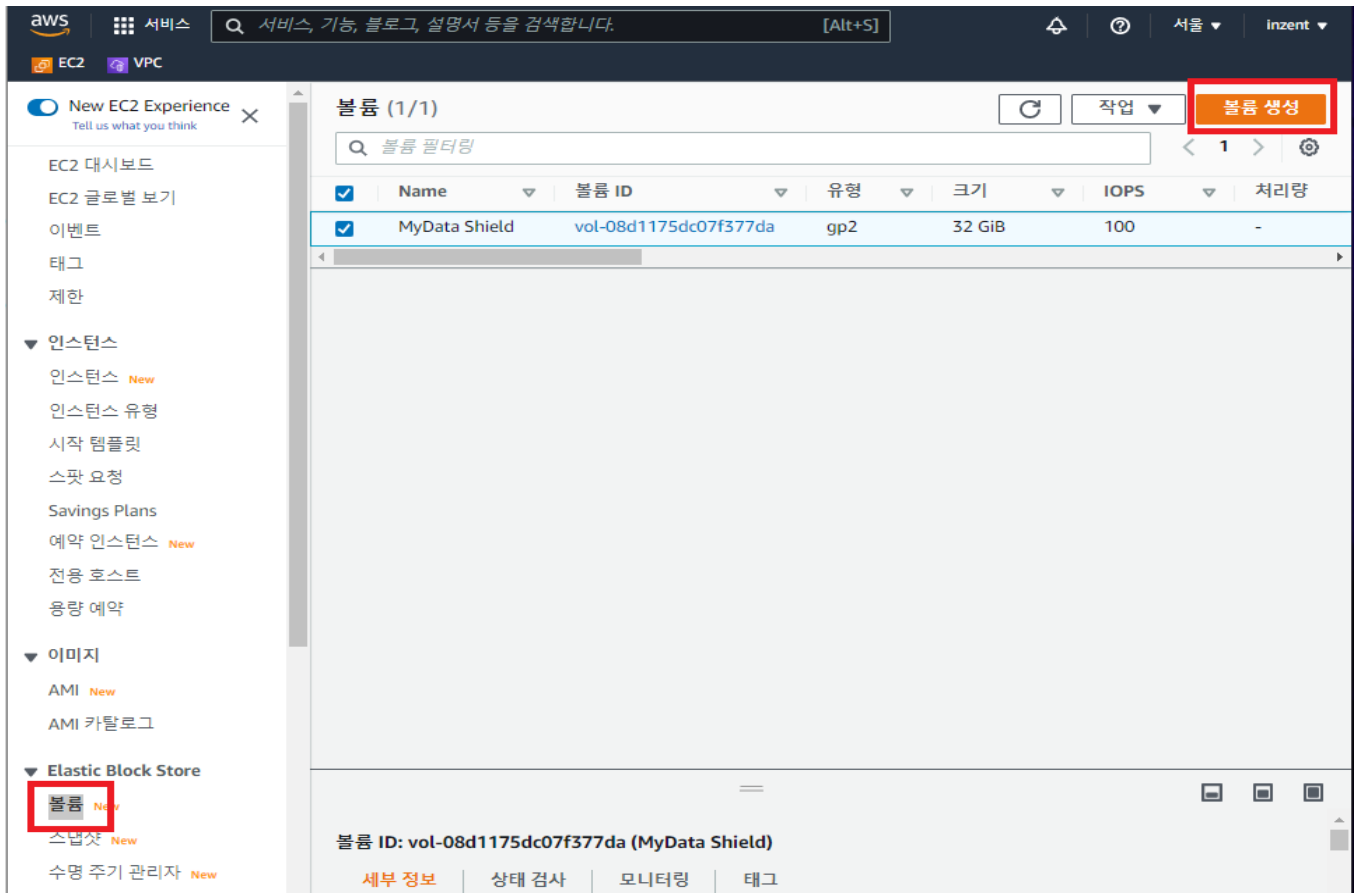 aws 서비스 서비스, 기능, 블로그, 설명서 등을 검색합니다. [Alt+S] 서울 ▼ inzent ▼
EC2 VPC
New EC2 Experience
Tell us what you think
EC2 대시보드
EC2 글로벌 보기
이벤트
태그
제한
인스턴스
인스턴스 New
인스턴스 유형
시작 템플릿
스팟 요청
Savings Plans
예약 인스턴스 New
전용 호스트
용량 예약
이미지
AMI New
AMI 카탈로그
Elastic Block Store
볼륨 New
스냅샷 New
수명 주기 관리자 New
볼륨 (1/1) 작업 ▼ 볼륨 생성
볼륨 필터링 1
Name 볼륨 ID 유형 크기 IOPS 처리량
MyData Shield vol-08d1175dc07f377da gp2 32 GiB 100 -
볼륨 ID: vol-08d1175dc07f377da (MyData Shield)
세부 정보 상태 검사 모니터링 태그